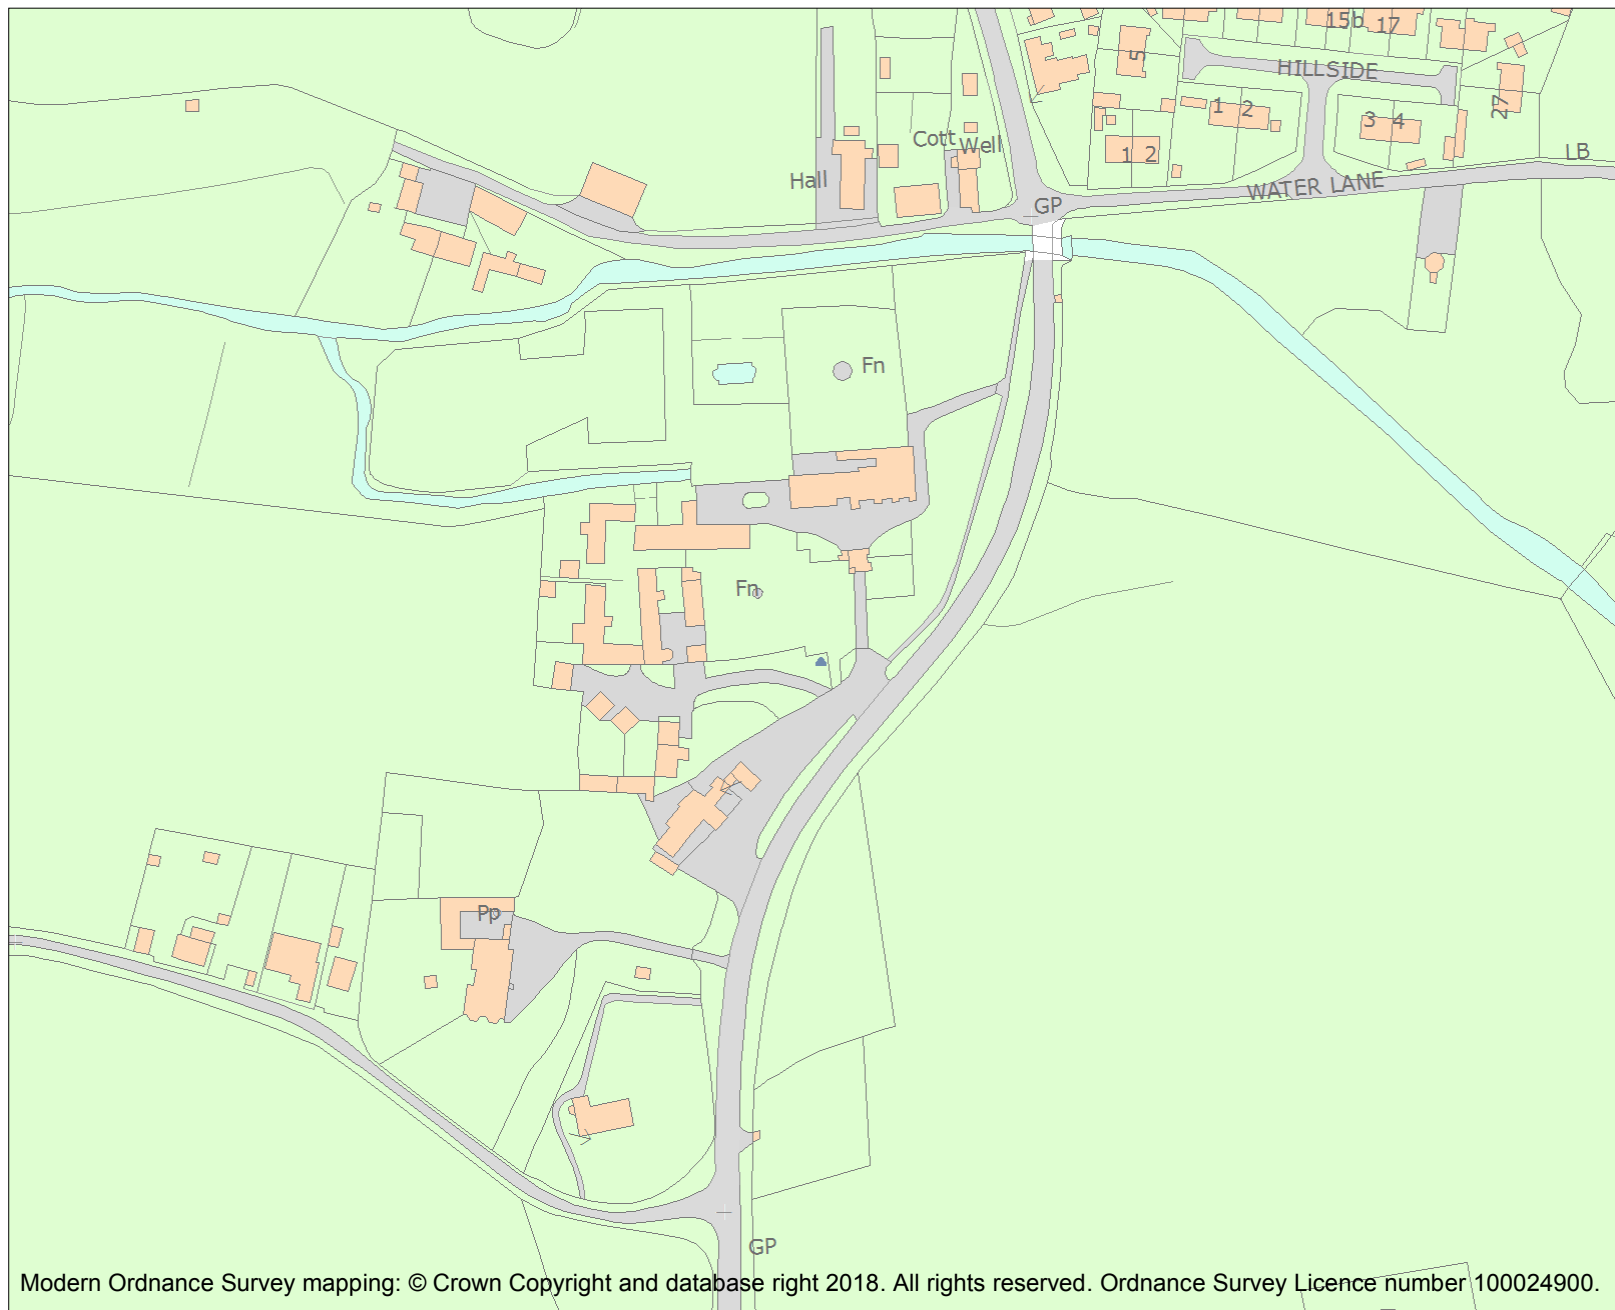 15b 17
5
HILLSIDE
27
1 2
3 4
Cott
Well
1 2
LB
Hall
WATER LANE
GP
Fn
Fn
Pp
GP
Modern Ordnance Survey mapping: © Crown Copyright and database right 2018. All rights reserved. Ordnance Survey Licence number 100024900.